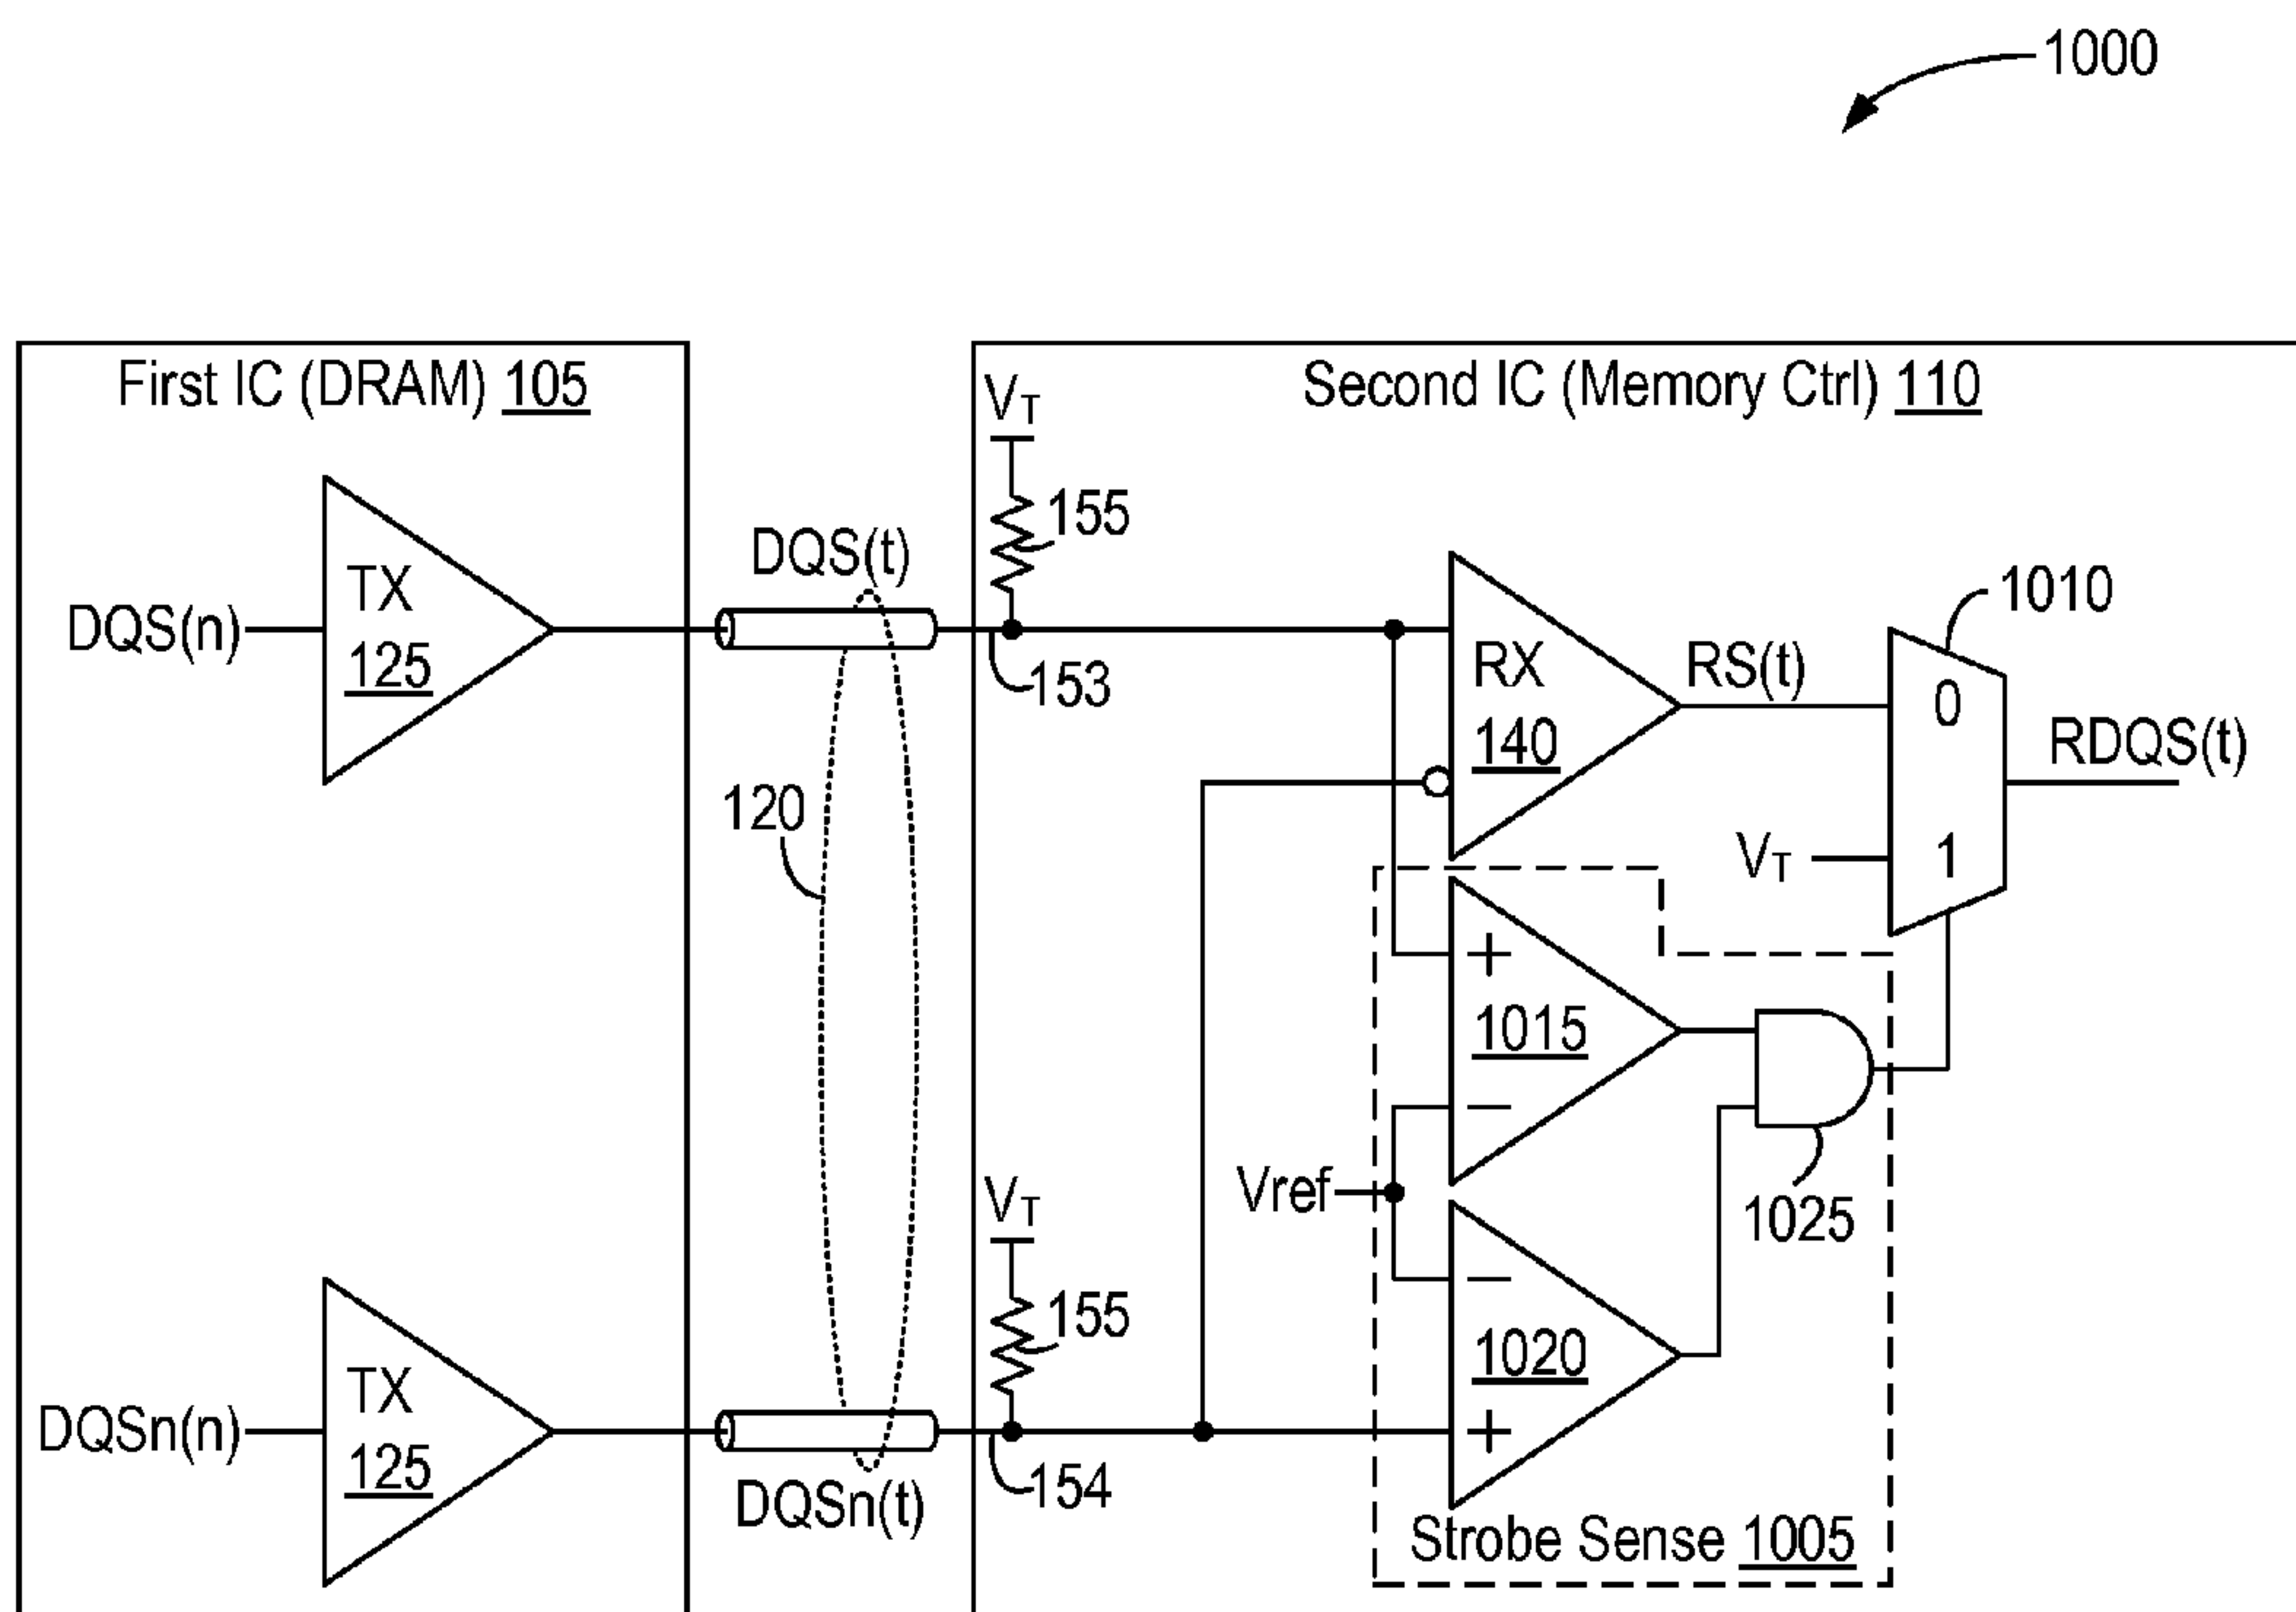 1000
First IC (DRAM) 105
Second IC (Memory Ctrl) 110
VT
155
DQS(t)
1010
TX
125
DQS(n)
153
RX
140
RS(t)
0
RDQS(t)
120
VT
1
+
1015
−
Vref
1025
VT
155
−
1020
+
TX
125
DQSn(n)
DQSn(t)
154
Strobe Sense 1005